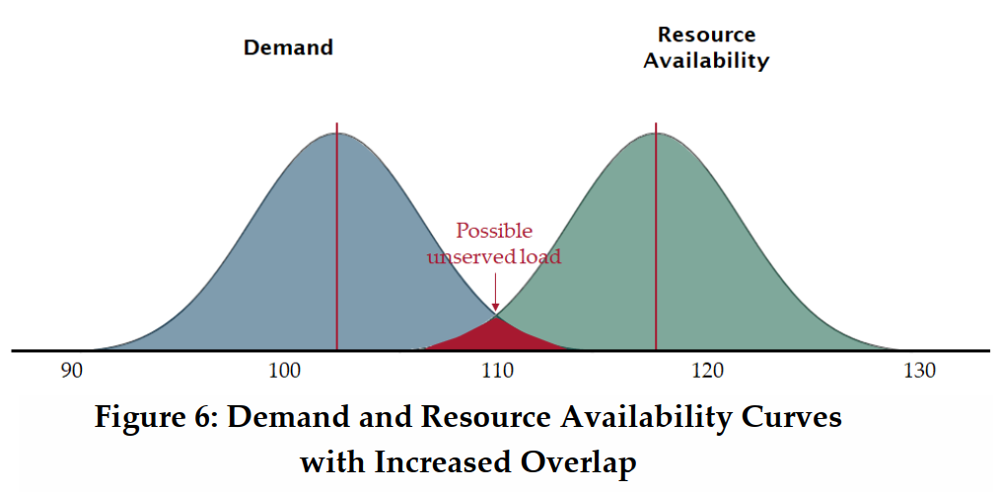 Demand
Resource
Availability
Possible
unserved load
90
100
110
120
130
Figure 6: Demand and Resource Availability Curves
with Increased Overlap